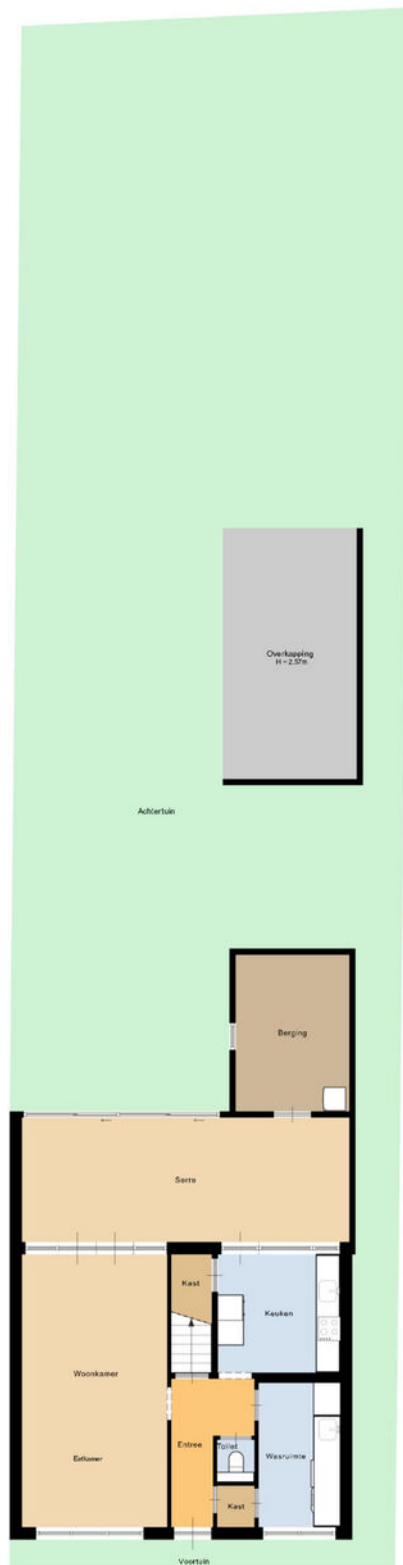 Overkapping
H = 2.57m
Achtertuin
Berging
Serre
Kast
Keuken
Woonkamer
Eetkamer
Entree
Toilet
Wasruimte
Kast
Voortuin